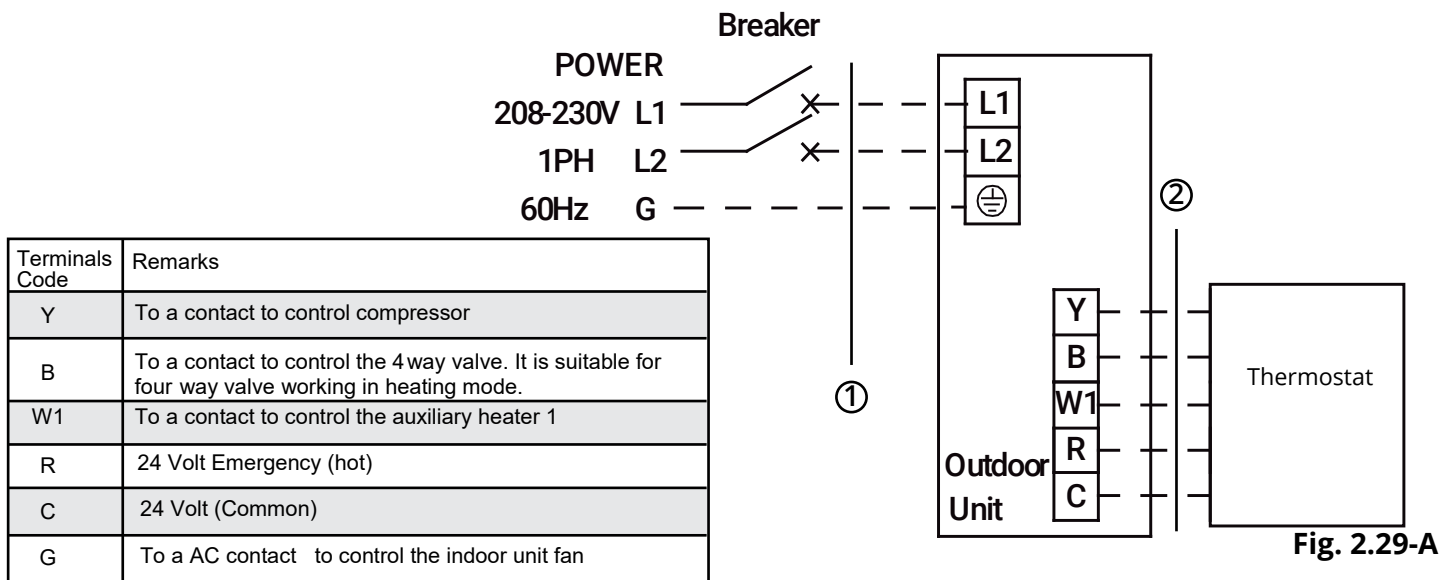 Breaker
POWER
208-230V L1
1PH L2
60Hz G
L1
L2
①
②
Y
B
W1
R
C
Outdoor
Unit
Thermostat
Fig. 2.29-A
Terminals Code Remarks
Y To a contact to control compressor
B To a contact to control the 4 way valve. It is suitable for
four way valve working in heating mode.
W1 To a contact to control the auxiliary heater 1
R 24 Volt Emergency (hot)
C 24 Volt (Common)
G To a AC contact to control the indoor unit fan